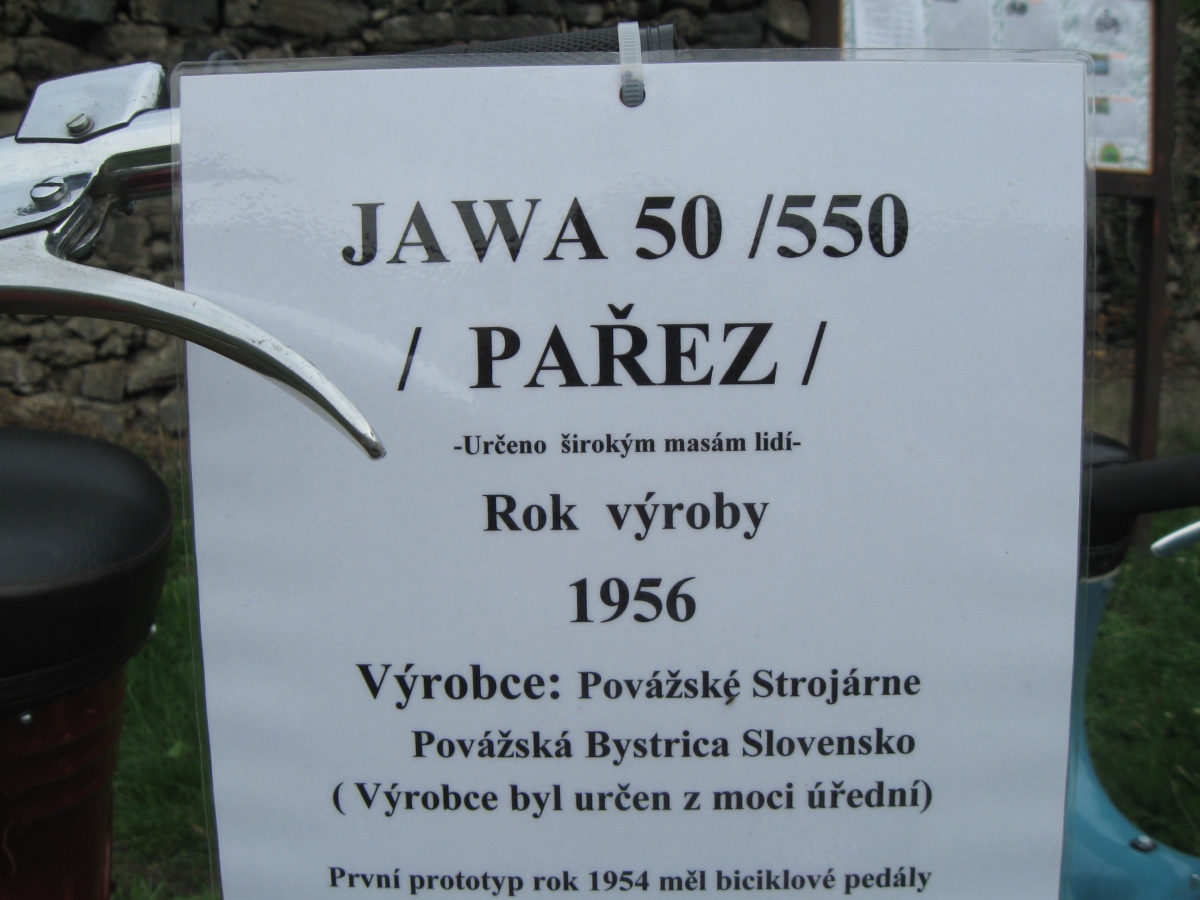 JAWA 50 /550
/ PAŘEZ /
-Určeno širokým masám lidí-
Rok výroby
1956
Výrobce: Povážské Strojárne
Povážská Bystrica Slovensko
( Výrobce byl určen z moci úřední)
První prototyp rok 1954 měl biciklové pedály